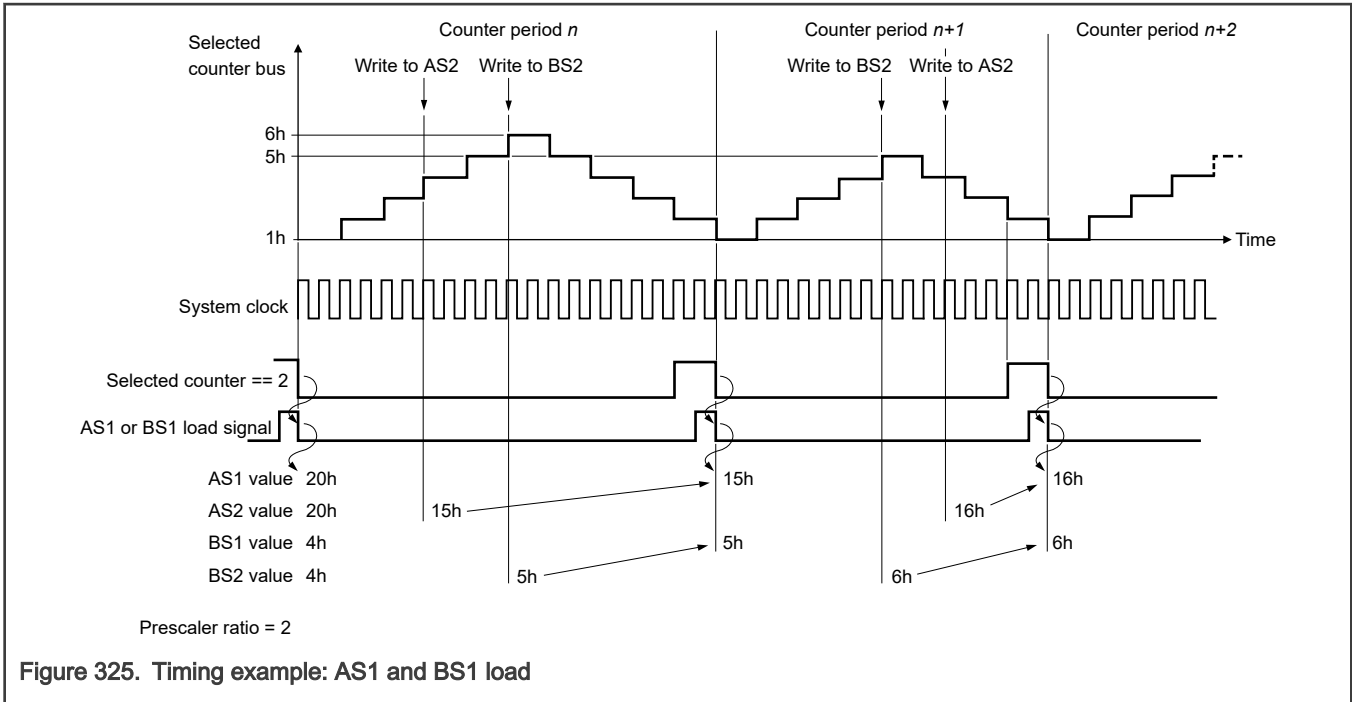 Counter period n
Counter period n+1
Counter period n+2
Selected
counter bus
Write to AS2
Write to BS2
Write to BS2
Write to AS2
6h
5h
1h
Time
System clock
Selected counter == 2
AS1 or BS1 load signal
AS1 value 20h 15h 16h
AS2 value 20h 15h 16h
BS1 value 4h 5h 6h
BS2 value 4h 5h 6h
Prescaler ratio = 2
Figure 325. Timing example: AS1 and BS1 load